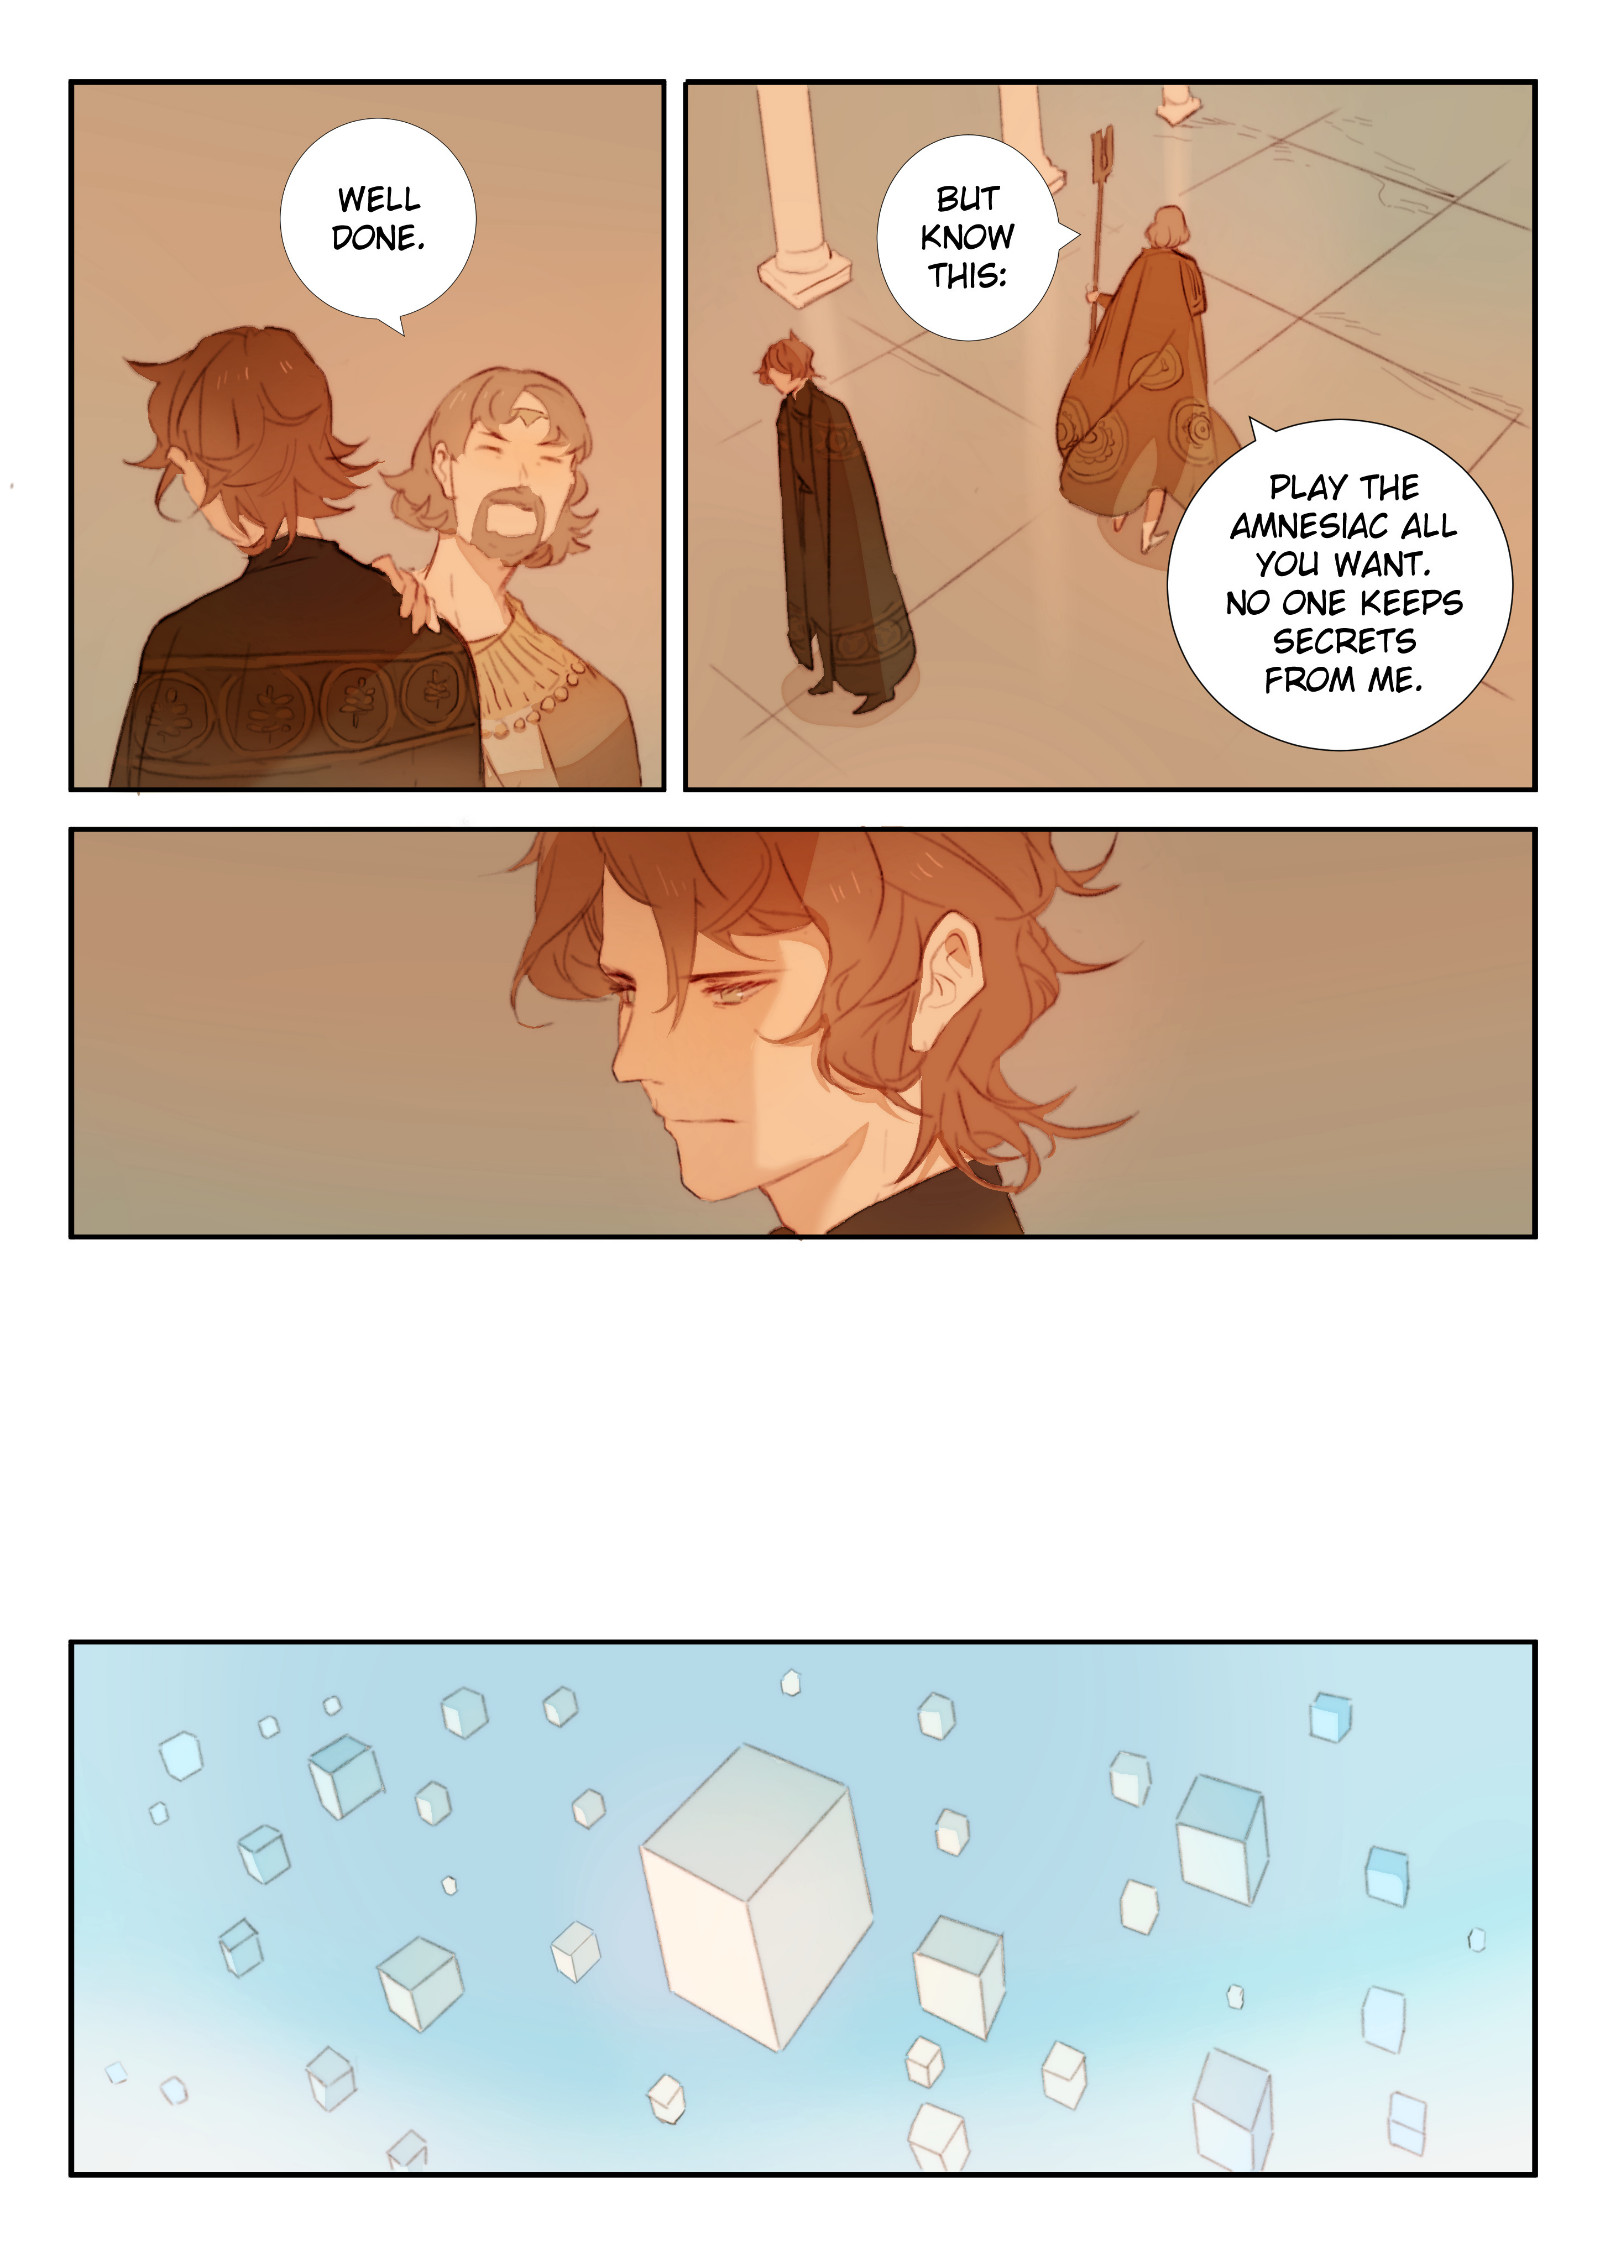 WELL
DONE.
BUT
KNOW
THIS:
PLAY THE
AMNESIAC ALL
YOU WANT.
NO ONE KEEPS
SECRETS
FROM ME.